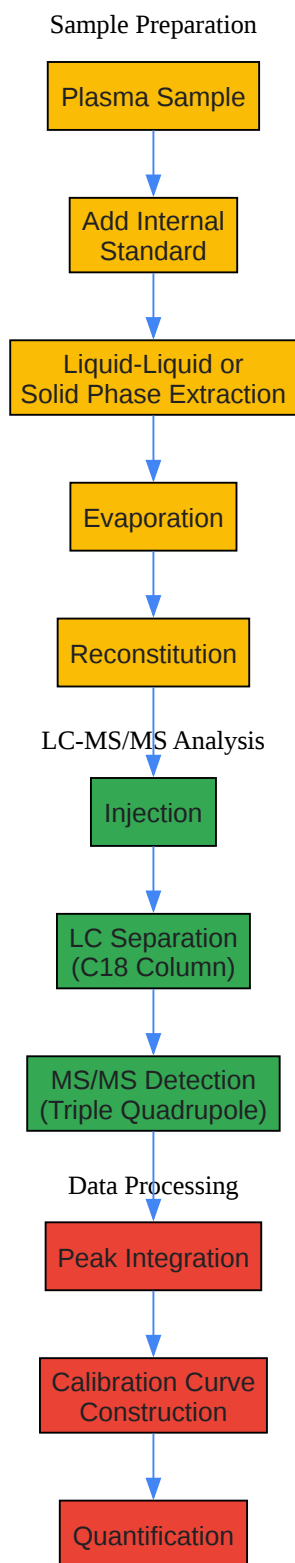 Sample Preparation
Plasma Sample
Add Internal
Standard
Liquid-Liquid or
Solid Phase Extraction
Evaporation
Reconstitution
LC-MS/MS Analysis
Injection
LC Separation
(C18 Column)
MS/MS Detection
(Triple Quadrupole)
Data Processing
Peak Integration
Calibration Curve
Construction
Quantification